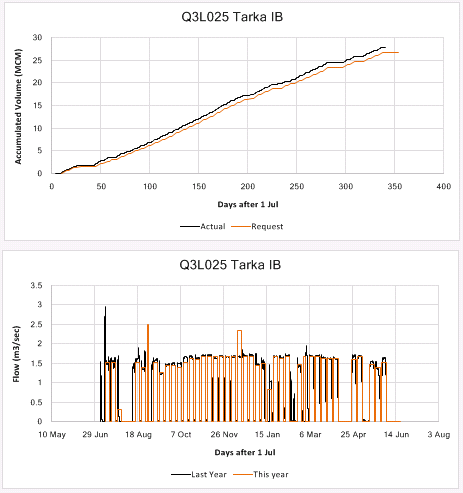 Q3L025 Tarka IB
Accumulated Volume (MCM)
30
25
20
15
10
5
0
0 50 100 150 200 250 300 350 400
Days after 1 Jul
Actual Request
Q3L025 Tarka IB
Flow (m3/sec)
3.5
3
2.5
2
1.5
1
0.5
0
10 May 29 Jun 18 Aug 7 Oct 26 Nov 15 Jan 6 Mar 25 Apr 14 Jun 3 Aug
Days after 1 Jul
Last Year This year